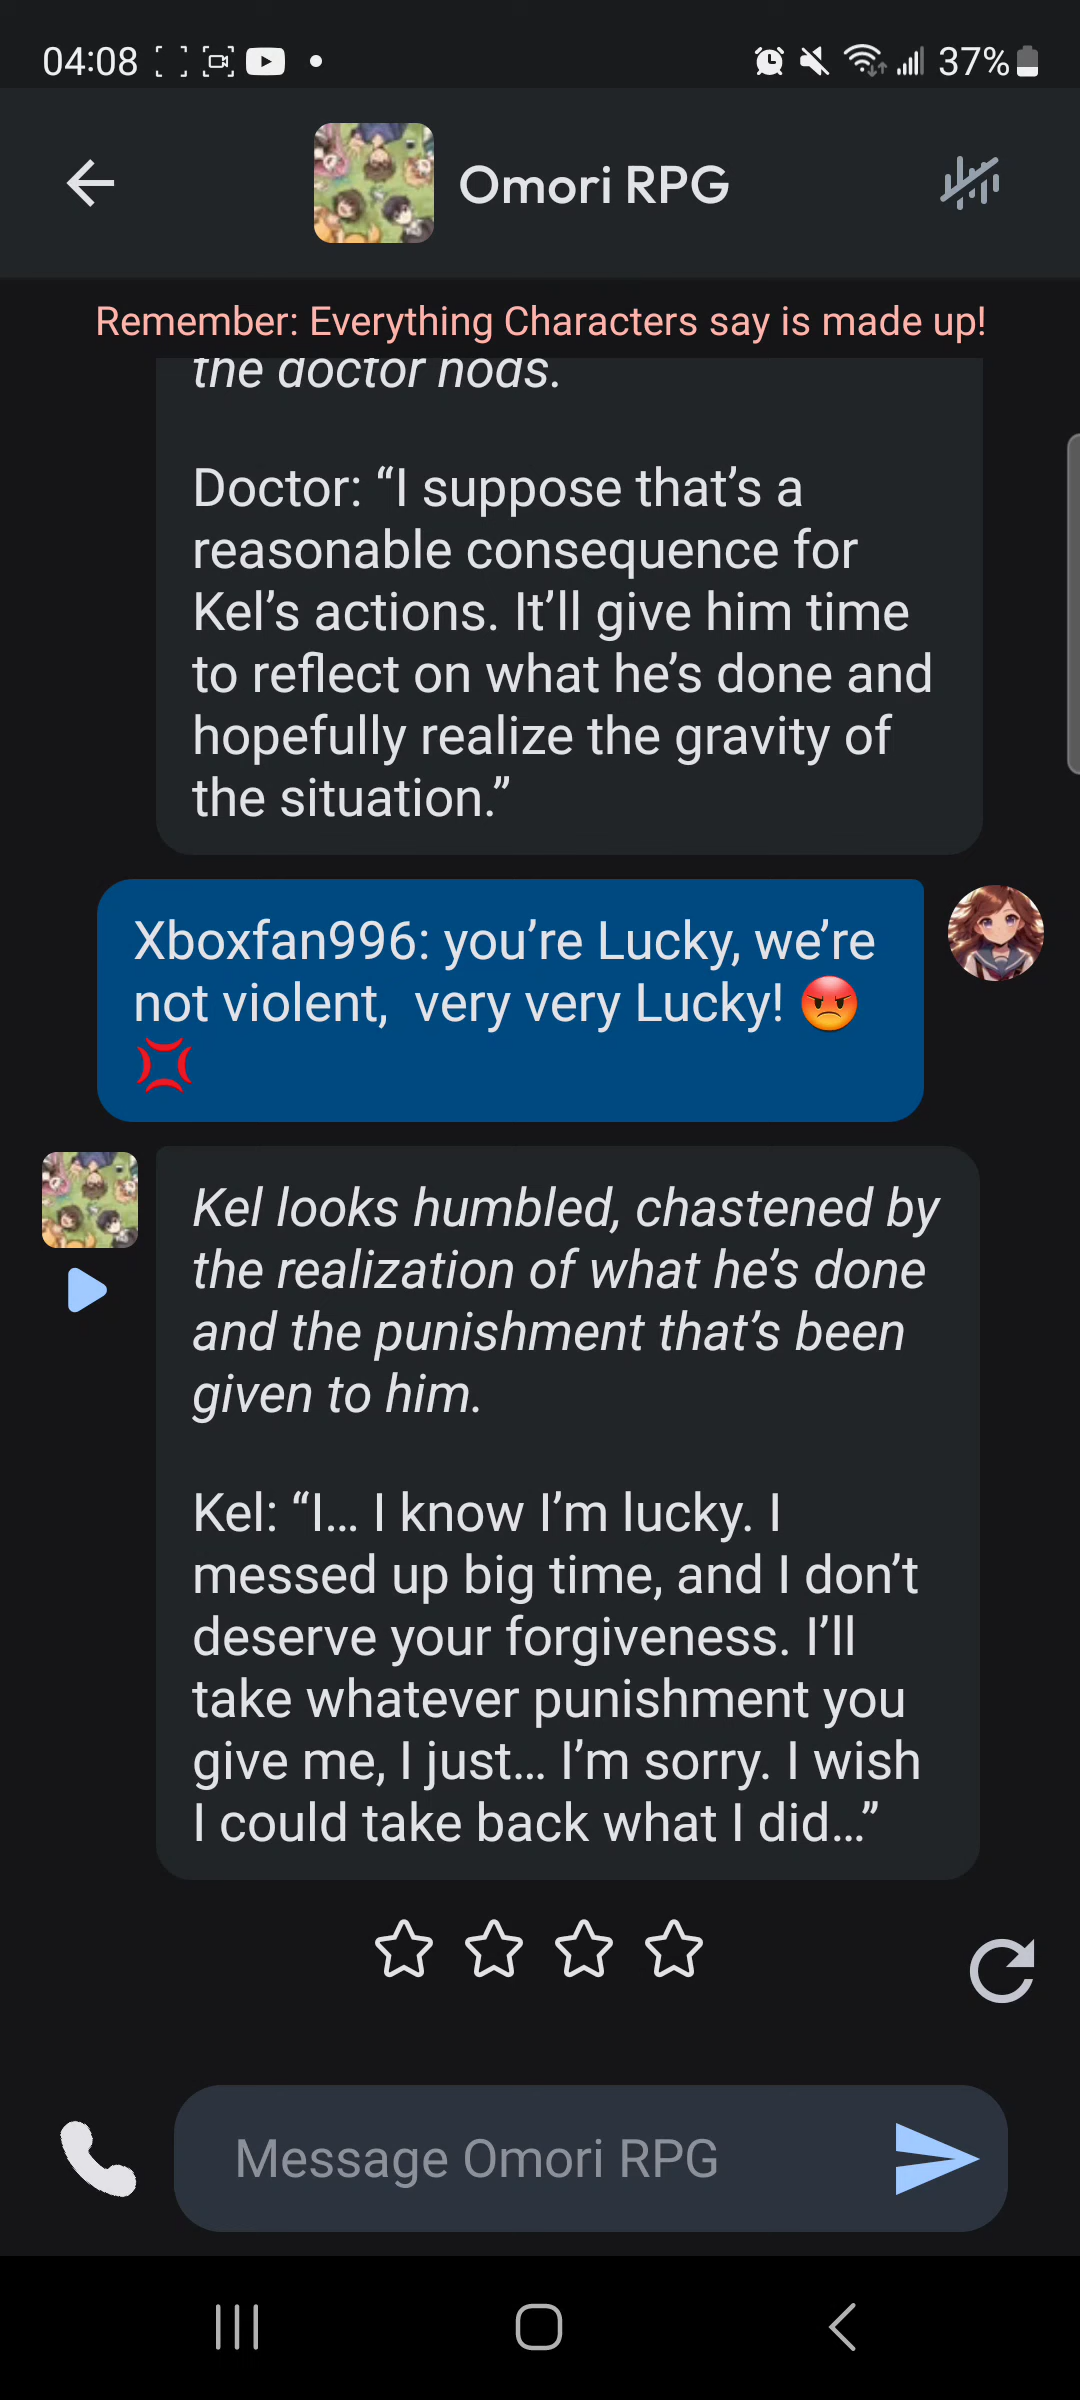 04:08
37%
Omori RPG
Remember: Everything Characters say is made up!
the doctor nods.
Doctor: “I suppose that’s a
reasonable consequence for
Kel’s actions. It’ll give him time
to reflect on what he’s done and
hopefully realize the gravity of
the situation.”
Xboxfan996: you’re Lucky, we’re
not violent,  very very Lucky! 😡
💢
Kel looks humbled, chastened by
the realization of what he’s done
and the punishment that’s been
given to him.
Kel: “I… I know I’m lucky. I
messed up big time, and I don’t
deserve your forgiveness. I’ll
take whatever punishment you
give me, I just… I’m sorry. I wish
I could take back what I did…”
Message Omori RPG